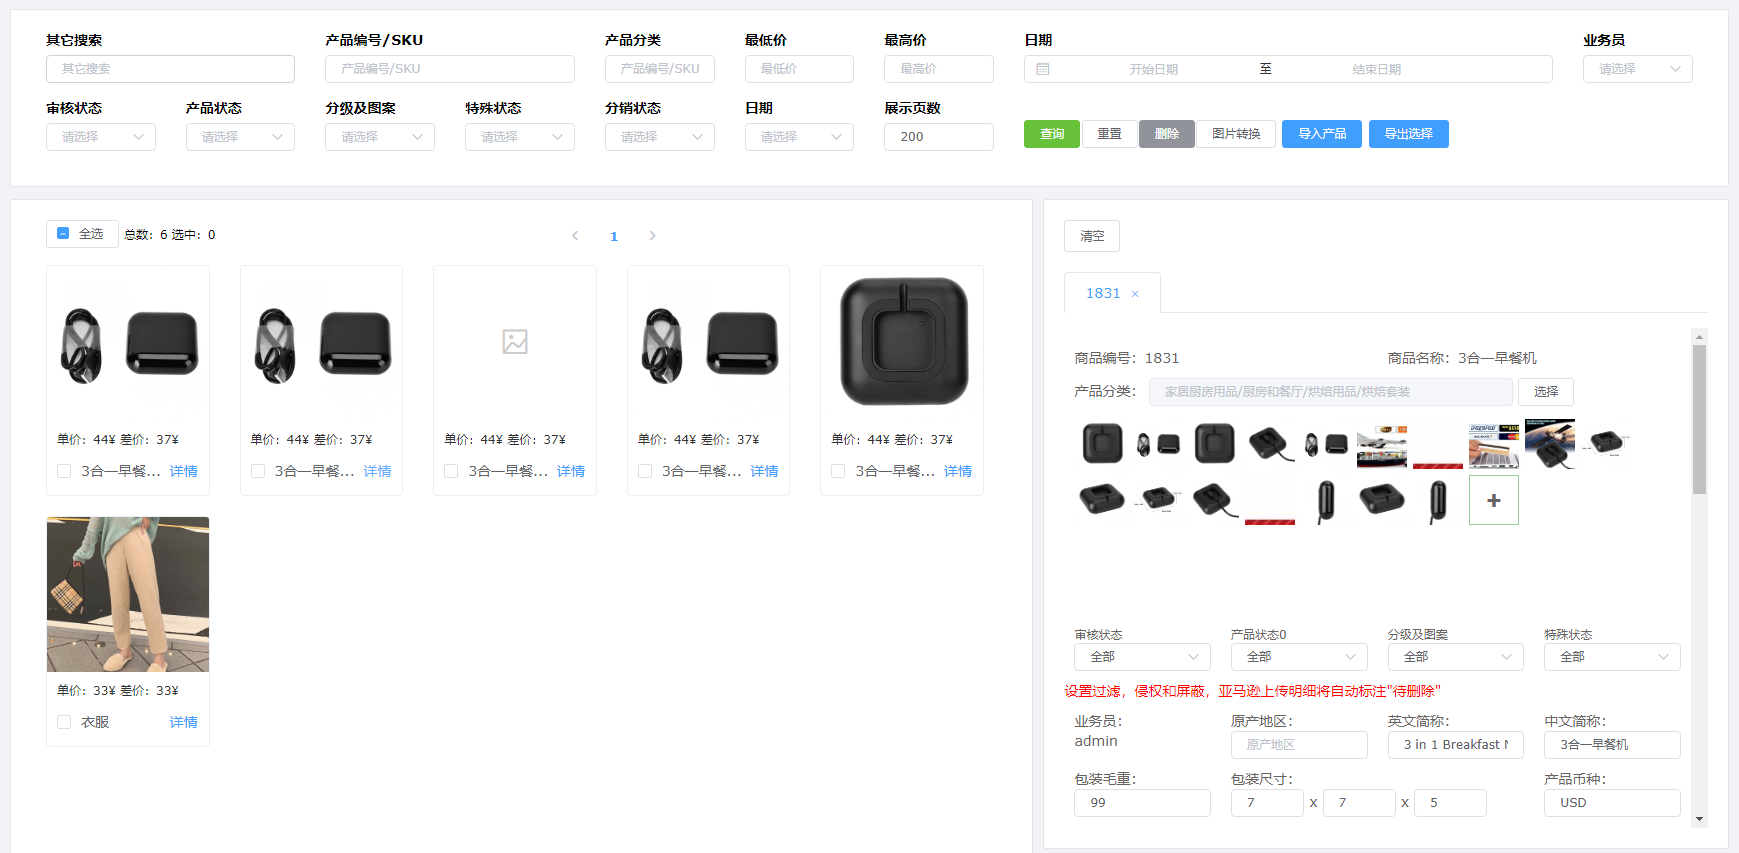 其它搜索 产品编号/SKU 产品分类 最低价 最高价 日期 业务员
其它搜索 产品编号/SKU 产品编号/SKU 最低价 最高价 开始日期 至 结束日期 请选择
审核状态 产品状态 分级及图案 特殊状态 分销状态 日期 展示页数
请选择 请选择 请选择 请选择 请选择 请选择 200 查询 重置 删除 图片转换 导入产品 导出选择
全选 总数：6 选中：0 1
单价：44¥ 差价：37¥ 单价：44¥ 差价：37¥ 单价：44¥ 差价：37¥ 单价：44¥ 差价：37¥ 单价：44¥ 差价：37¥
3合一早餐... 详情 3合一早餐... 详情 3合一早餐... 详情 3合一早餐... 详情 3合一早餐... 详情
单价：33¥ 差价：33¥
衣服 详情
清空
1831 ×
商品编号：1831 商品名称：3合一早餐机
产品分类： 家居厨房用品/厨房和餐厅/烘焙用品/烘焙套装 选择
PayPal
+
审核状态 产品状态0 分级及图案 特殊状态
全部 全部 全部 全部
设置过滤，侵权和屏蔽，亚马逊上传明细将自动标注"待删除"
业务员： 原产地区： 英文简称： 中文简称：
admin 原产地区 3 in 1 Breakfast 3合一早餐机
包装毛重： 包装尺寸： 产品币种：
99 7 x 7 x 5 USD